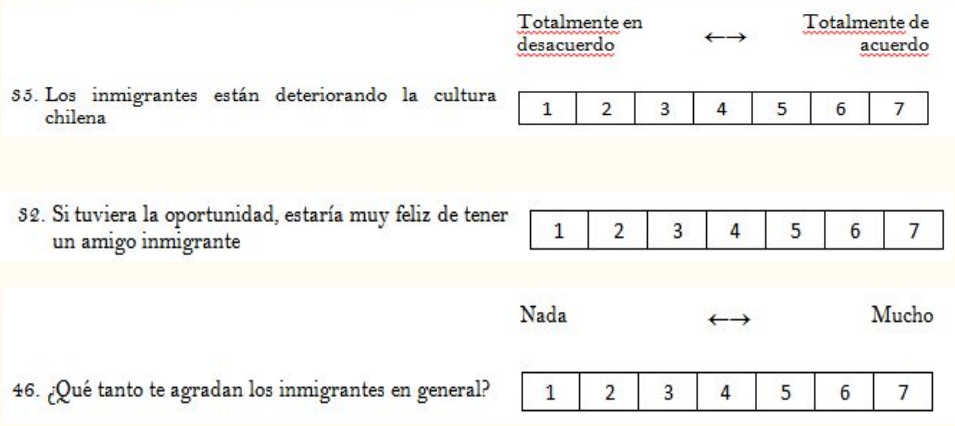 Totalmente en desacuerdo ←→ Totalmente de acuerdo
35. Los inmigrantes están deteriorando la cultura
chilena
1 2 3 4 5 6 7
32. Si tuviera la oportunidad, estaría muy feliz de tener
un amigo inmigrante
1 2 3 4 5 6 7
Nada ←→ Mucho
46. ¿Qué tanto te agradan los inmigrantes en general?
1 2 3 4 5 6 7